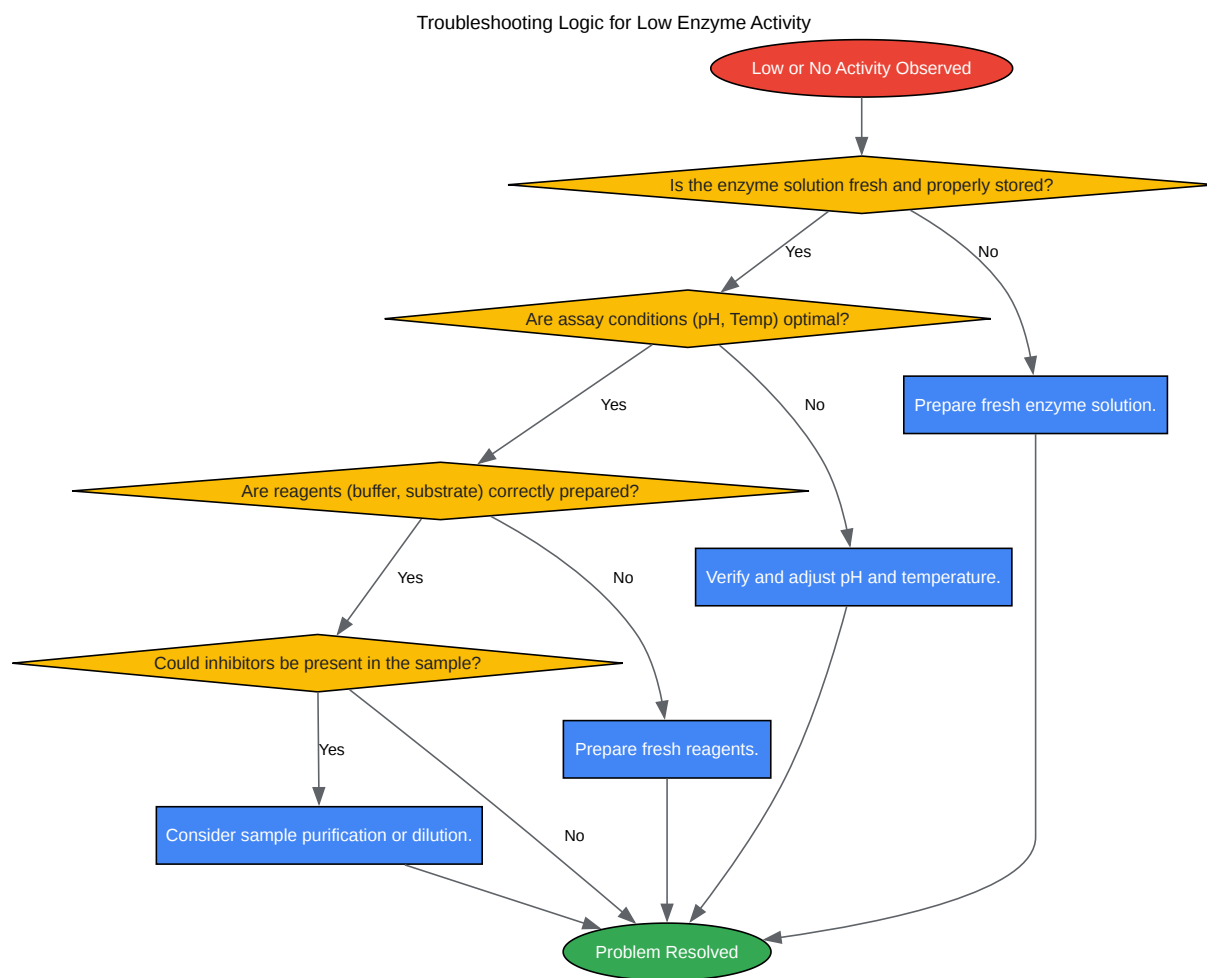 Troubleshooting Logic for Low Enzyme Activity
Low or No Activity Observed
Is the enzyme solution fresh and properly stored?
Yes
No
Are assay conditions (pH, Temp) optimal?
Yes
No
Prepare fresh enzyme solution.
Are reagents (buffer, substrate) correctly prepared?
Yes
No
Verify and adjust pH and temperature.
Could inhibitors be present in the sample?
Yes
Prepare fresh reagents.
Consider sample purification or dilution.
No
Problem Resolved